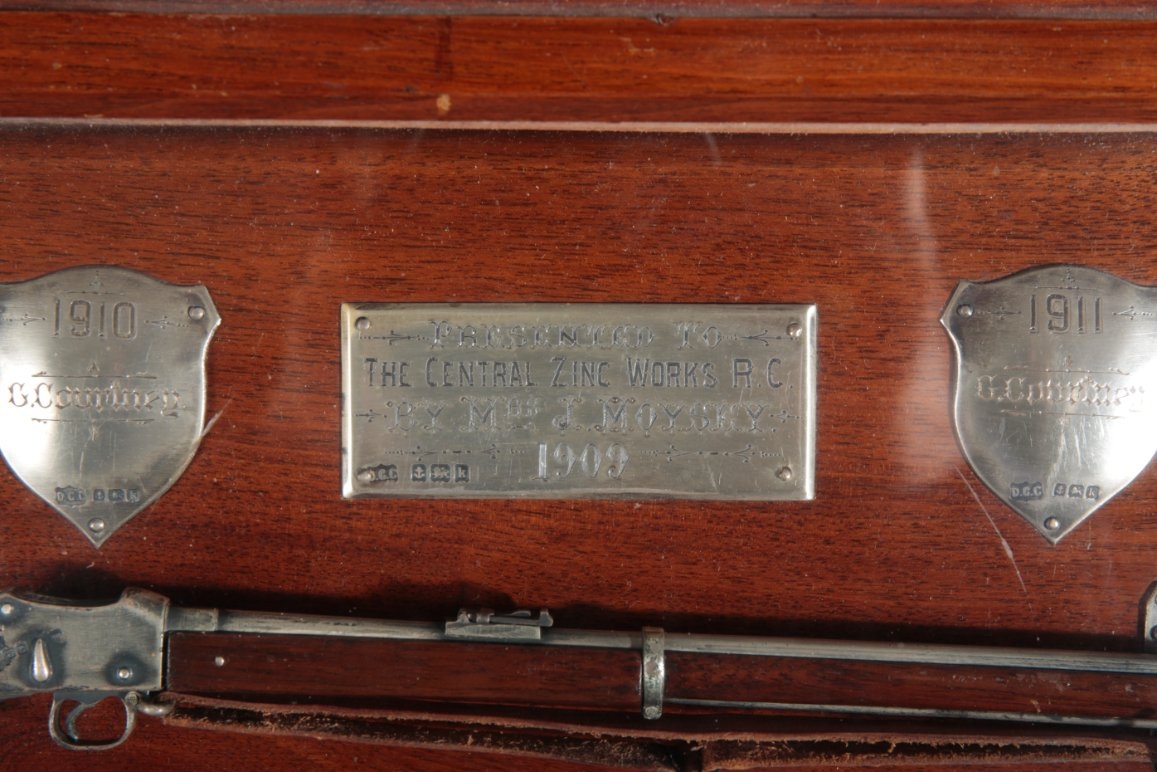 1910
G. Courtney
PRESENTED TO
THE CENTRAL ZINC WORKS R.C.
BY MRS J. MOYSEY.
1909
1911
G. Courtney
D.C.C